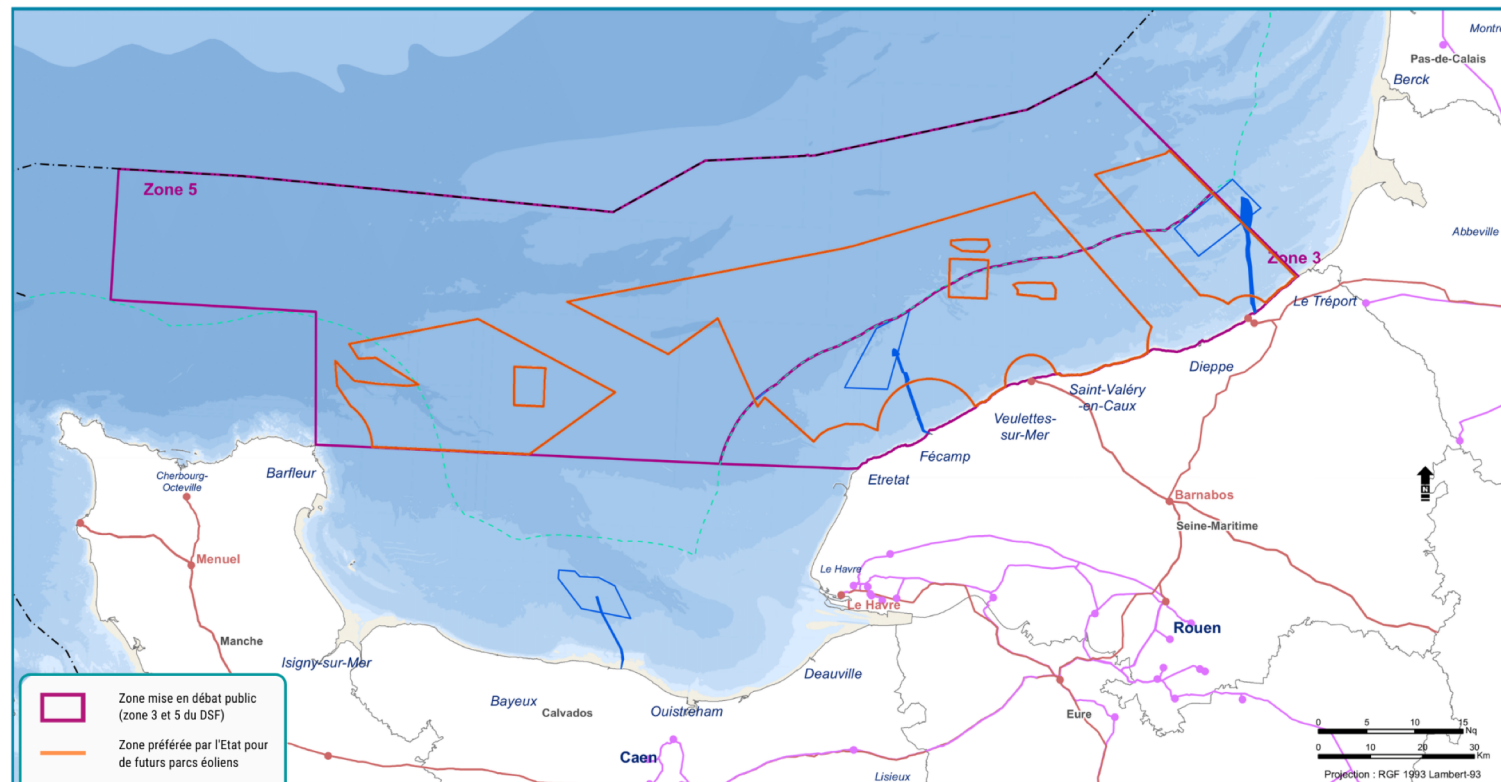 Montre
Pas-de-Calais
Berck
Zone 5
Abbeville
Zone 3
Le Tréport
Dieppe
Saint-Valéry
-en-Caux
Veulettes-
sur-Mer
Fécamp
Etretat
Barfleur
Cherbourg-
Octeville
Barnabos
Seine-Maritime
N
Menuel
Le Havre
Le Havre
Rouen
Manche
Isigny-sur-Mer
Deauville
Bayeux
Calvados
Ouistreham
Eure
Caen
Lisieux
Zone mise en débat public
(zone 3 et 5 du DSF)
Zone préférée par l'Etat pour
de futurs parcs éoliens
0 5 10 15
Nq
0 10 20 30
Km
Projection : RGF 1993 Lambert-93